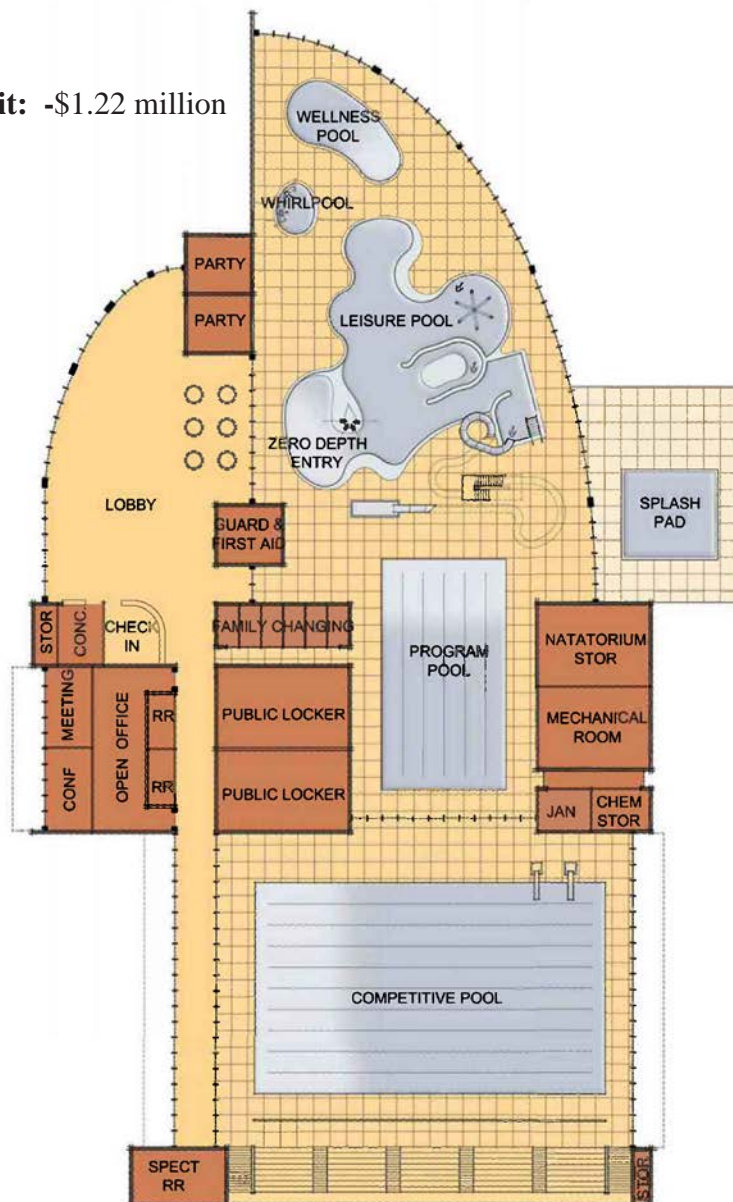 it: -$1.22 million
WELLNESS
POOL
WHIRLPOOL
PARTY
PARTY
LEISURE POOL
ZERO DEPTH
ENTRY
LOBBY
SPLASH
PAD
GUARD &
FIRST AID
STOR
CONC.
CHECK
IN
FAMILY CHANGING
PROGRAM
POOL
NATATORIUM
STOR
MEETING
OPEN OFFICE
RR
PUBLIC LOCKER
MECHANICAL
ROOM
CONF
RR
PUBLIC LOCKER
JAN
CHEM
STOR
COMPETITIVE POOL
SPECT
RR
STOR